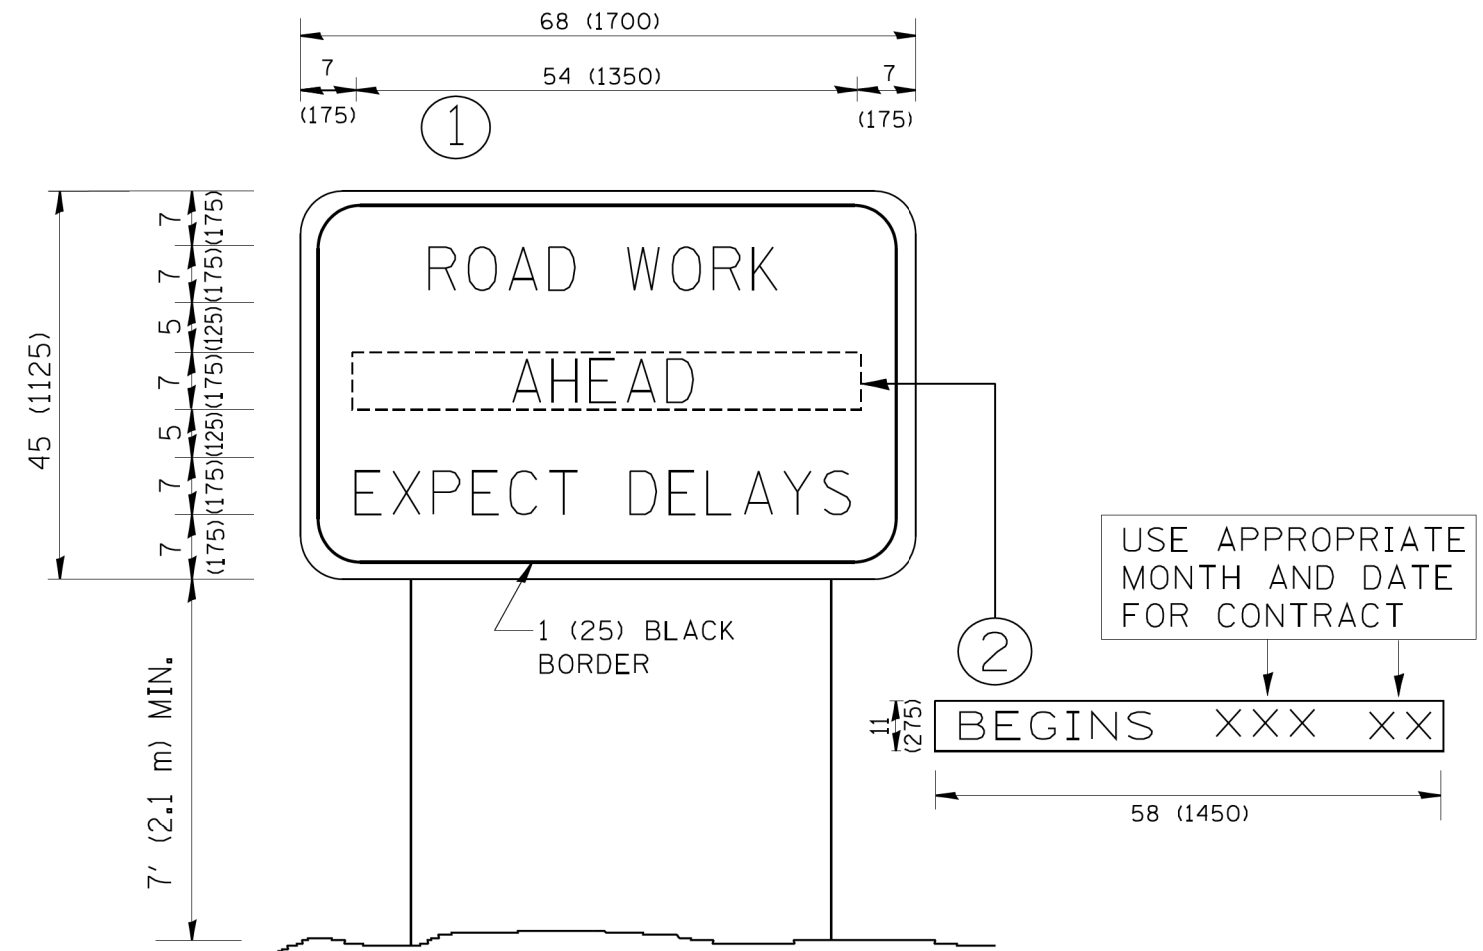 68 (1700)
7
54 (1350)
7
(175)
(175)
1
7
(175)
7
(175)
5
(125)
7
(175)
5
(125)
7
(175)
7
(175)
45 (1125)
ROAD WORK
AHEAD
EXPECT DELAYS
1 (25) BLACK
BORDER
7' (2.1 m) MIN.
USE APPROPRIATE
MONTH AND DATE
FOR CONTRACT
2
11
(275)
BEGINS XXX XX
58 (1450)